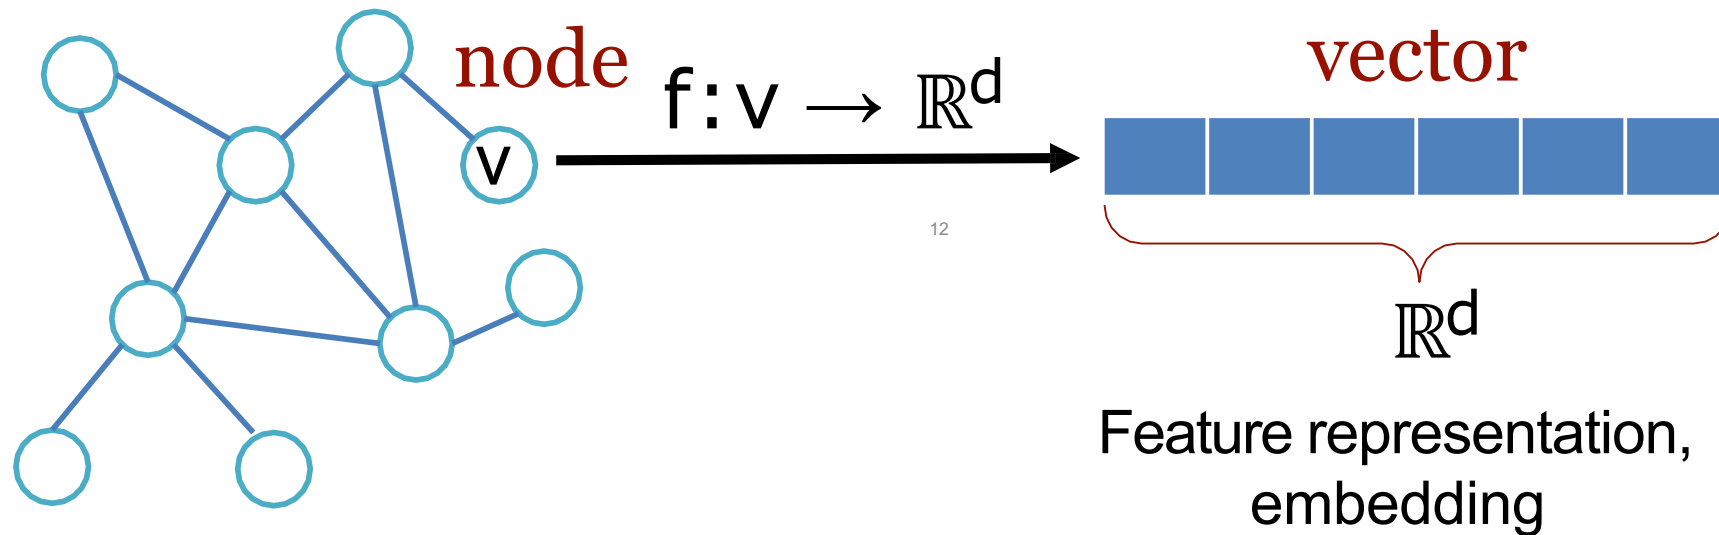 node
f:v → ℝᵈ
vector
v
12
ℝᵈ
Feature representation,
embedding